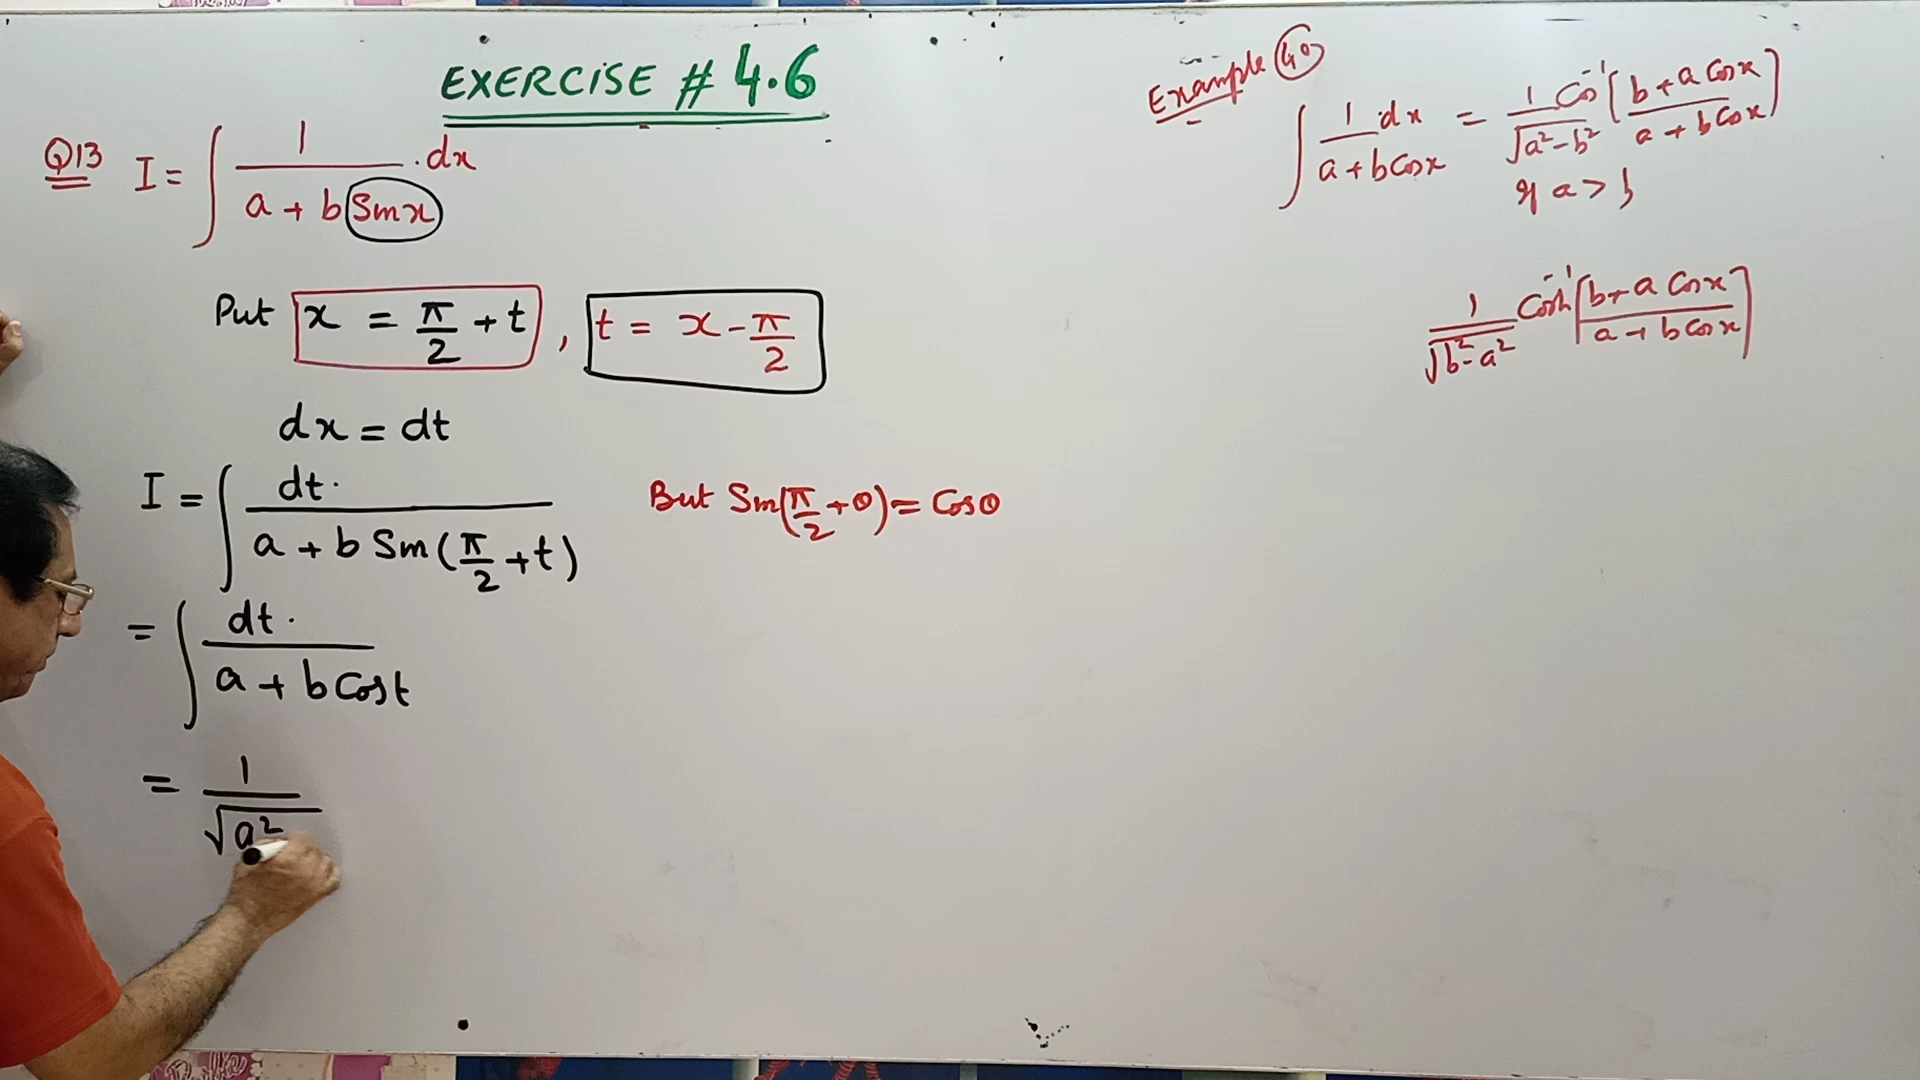 EXERCISE # 4.6
Q13 I = ∫ 1/(a + b Sin x) . dx
Put x = π/2 + t , t = x - π/2
dx = dt
I = ∫ dt. / (a + b Sin(π/2 + t)) But Sin(π/2 + θ) = Cos θ
= ∫ dt. / (a + b Cos t)
= 1/√a²
Example 40
∫ 1/(a + b Cos x) dx = 1/√(a² - b²) Cos⁻¹ [(b + a Cos x)/(a + b Cos x)]
if a > b
1/√(b² - a²) Cosh⁻¹ [(b + a Cos x)/(a + b Cos x)]